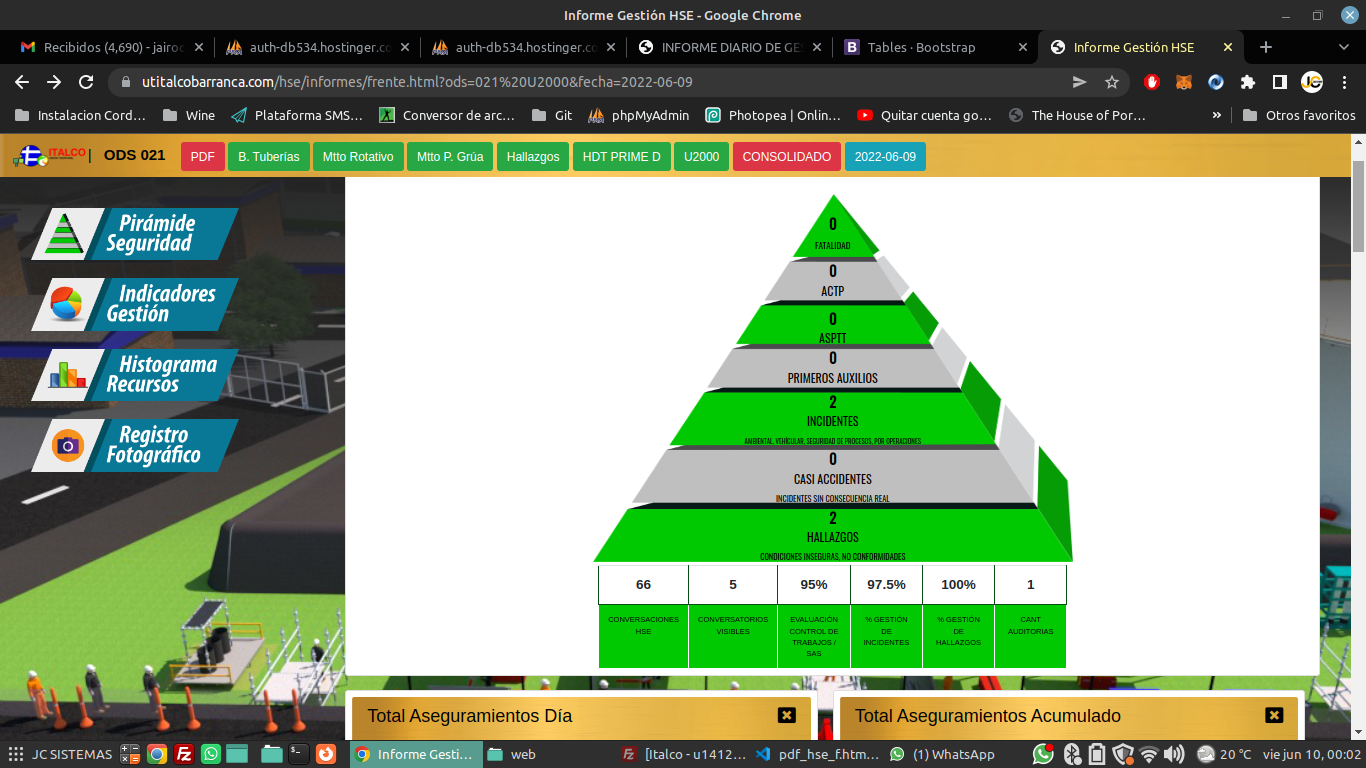 Informe Gestión HSE - Google Chrome
Recibidos (4,690) - jairoc
auth-db534.hostinger.co
auth-db534.hostinger.co
INFORME DIARIO DE GES
Tables · Bootstrap
Informe Gestión HSE
utitalcobarranca.com/hse/informes/frente.html?ods=021%20U2000&fecha=2022-06-09
Instalacion Cord…
Wine
Plataforma SMS…
Conversor de arc…
Git
phpMyAdmin
Photopea | Onlin…
Quitar cuenta go…
The House of Por…
»
Otros favoritos
ITALCO
| ODS 021
PDF
B. Tuberías
Mtto Rotativo
Mtto P. Grúa
Hallazgos
HDT PRIME D
U2000
CONSOLIDADO
2022-06-09
Pirámide
Seguridad
Indicadores
Gestión
Histograma
Recursos
Registro
Fotográfico
0
FATALIDAD
0
ACTP
0
ASPTT
0
PRIMEROS AUXILIOS
2
INCIDENTES
AMBIENTAL, VEHÍCULAR, SEGURIDAD DE PROCESOS, POR OPERACIONES
0
CASI ACCIDENTES
INCIDENTES SIN CONSECUENCIA REAL
2
HALLAZGOS
CONDICIONES INSEGURAS, NO CONFORMIDADES
66
5
95%
97.5%
100%
1
CONVERSACIONES
HSE
CONVERSATORIOS
VISIBLES
EVALUACIÓN
CONTROL DE
TRABAJOS /
SAS
% GESTIÓN
DE
INCIDENTES
% GESTIÓN
DE
HALLAZGOS
CANT
AUDITORIAS
Total Aseguramientos Día
Total Aseguramientos Acumulado
JC SISTEMAS
Informe Gesti…
web
[Italco - u1412…
pdf_hse_f.htm…
(1) WhatsApp
20 °C
vie jun 10, 00:02